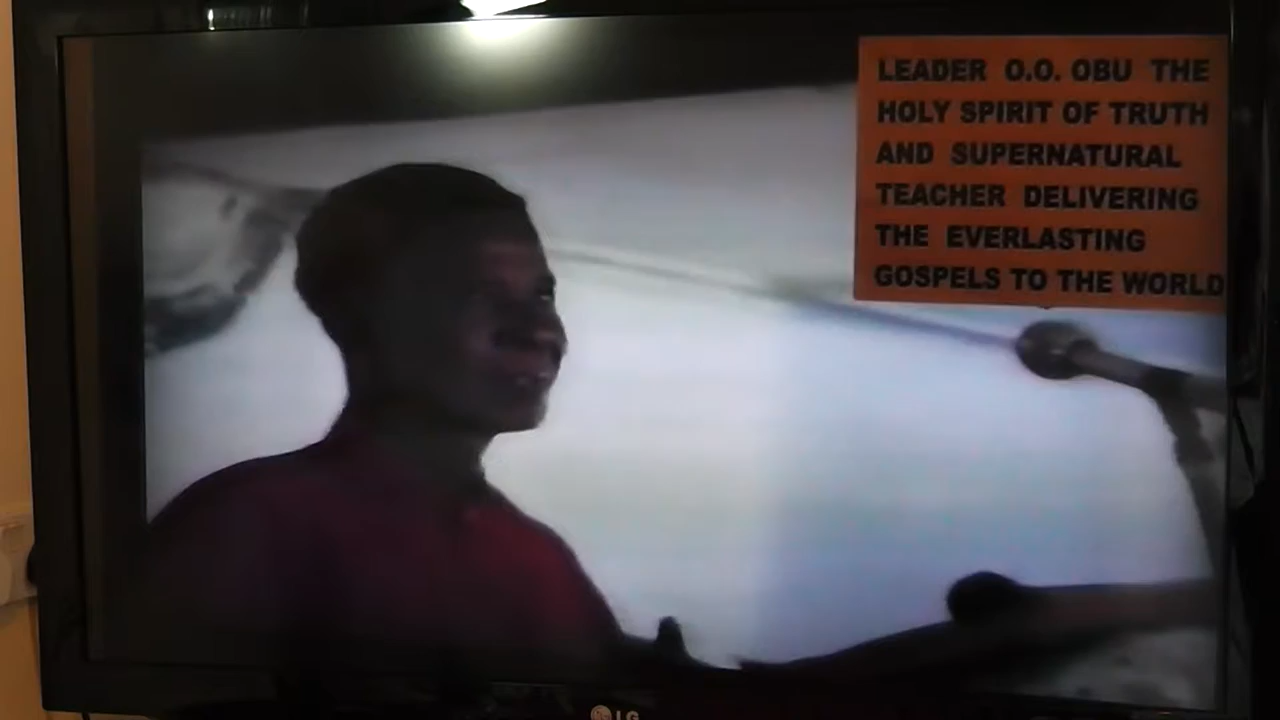 LEADER O.O. OBU THE
HOLY SPIRIT OF TRUTH
AND SUPERNATURAL
TEACHER DELIVERING
THE EVERLASTING
GOSPELS TO THE WORLD
LG